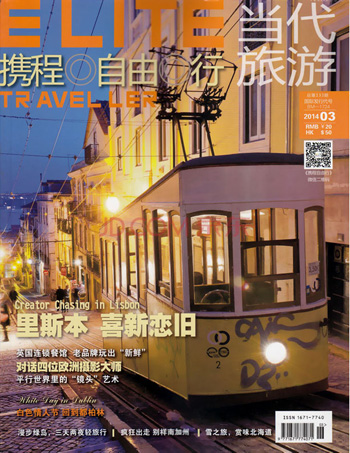 ELITE
当代旅游
携程◎自由◎行
TRAVELLER
2014 03
RMB ¥ 20
HK $ 50
Creator Chasing in Lisbon
里斯本 喜新恋旧
英国连锁餐馆 老品牌玩出“新鲜”
对话四位欧洲摄影大师
平行世界里的“镜头”艺术
White Day in Dublin
白色情人节 回到都柏林
漫步绿岛，三天两夜轻旅行
疯狂出走 别样南加州
雪之旅，赏味北海道
2
ISSN 1671-7740